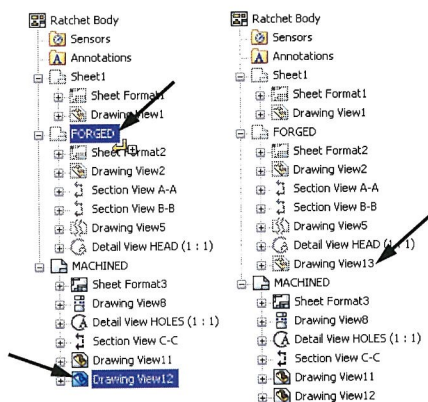 Ratchet Body
Sensors
Annotations
Sheet1
Sheet Format1
Drawing View1
FORGED
Sheet Format2
Drawing View2
Section View A-A
Section View B-B
Drawing View5
Detail View HEAD (1 : 1)
MACHINED
Sheet Format3
Drawing View8
Detail View HOLES (1 : 1)
Section View C-C
Drawing View11
Drawing View12
Ratchet Body
Sensors
Annotations
Sheet1
Sheet Format1
Drawing View1
FORGED
Sheet Format2
Drawing View2
Section View A-A
Section View B-B
Drawing View5
Detail View HEAD (1 : 1)
Drawing View13
MACHINED
Sheet Format3
Drawing View8
Detail View HOLES (1 : 1)
Section View C-C
Drawing View11
Drawing View12